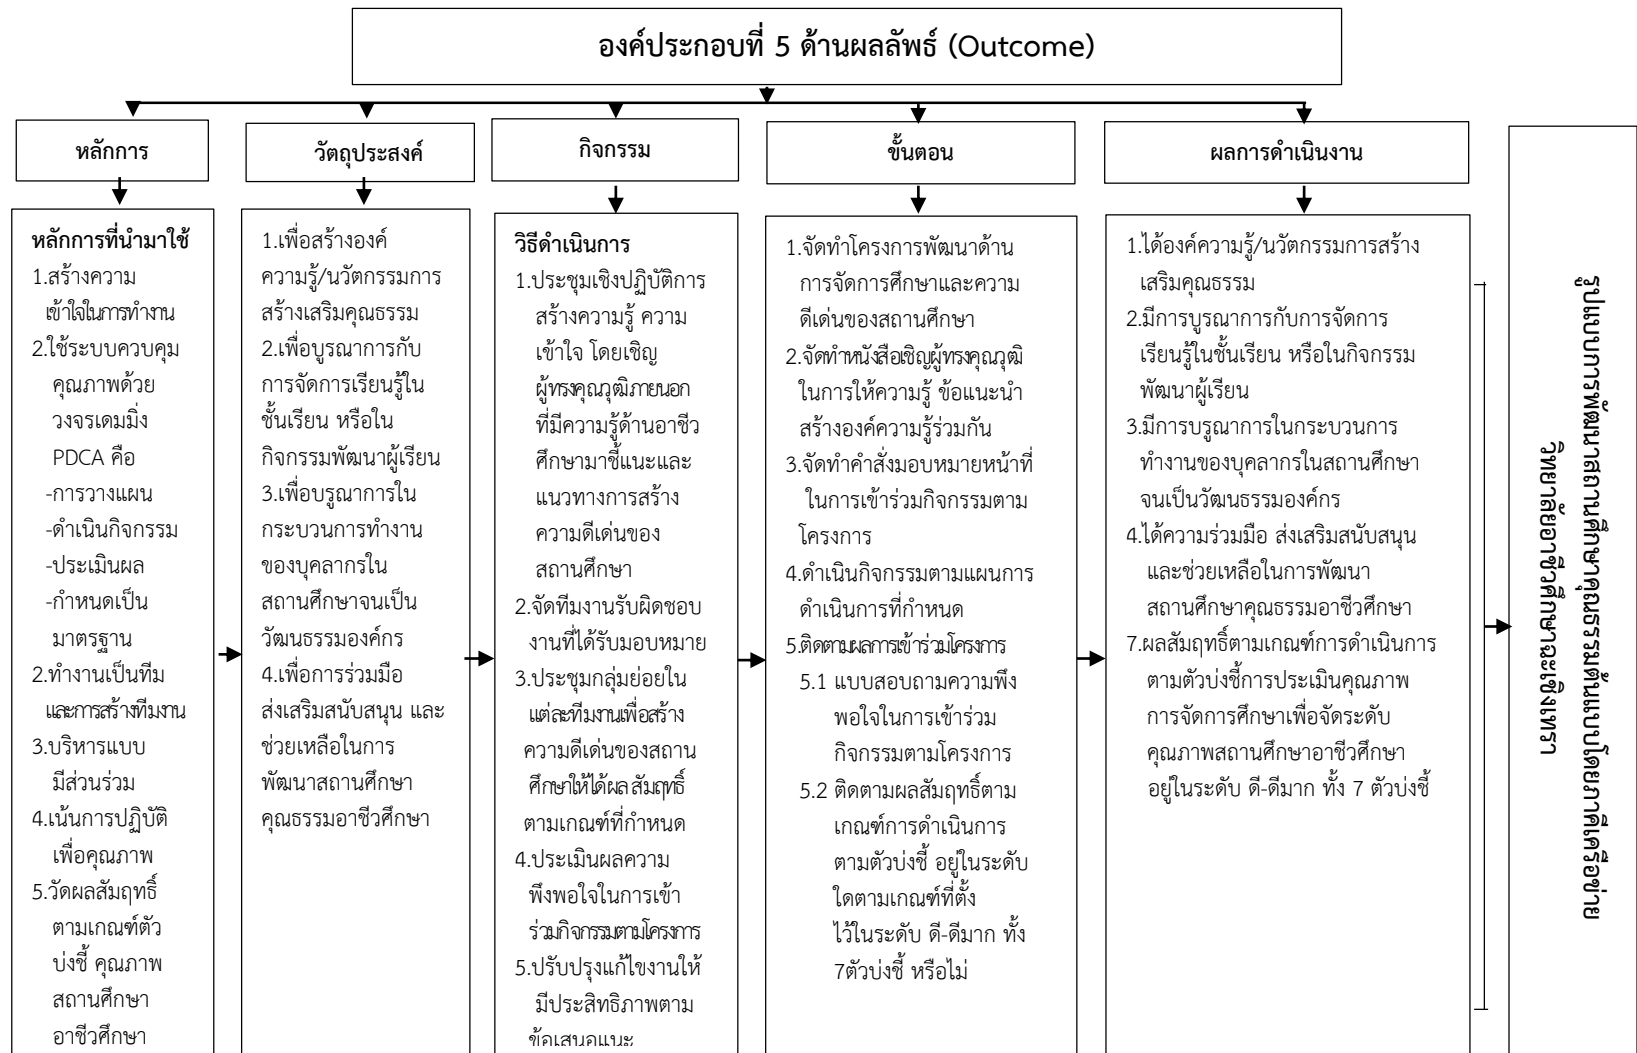 องค์ประกอบที่ 5 ด้านผลลัพธ์ (Outcome)
หลักการ
วัตถุประสงค์
กิจกรรม
ขั้นตอน
ผลการดำเนินงาน
หลักการที่นำมาใช้
1.สร้างความ
เข้าใจในการทำงาน
2.ใช้ระบบควบคุม
คุณภาพด้วย
วงจรเดมมิ่ง
PDCA คือ
-การวางแผน
-ดำเนินกิจกรรม
-ประเมินผล
-กำหนดเป็น
มาตรฐาน
2.ทำงานเป็นทีม
และการสร้างทีมงาน
3.บริหารแบบ
มีส่วนร่วม
4.เน้นการปฏิบัติ
เพื่อคุณภาพ
5.วัดผลสัมฤทธิ์
ตามเกณฑ์ตัว
บ่งชี้ คุณภาพ
สถานศึกษา
อาชีวศึกษา
1.เพื่อสร้างองค์
ความรู้/นวัตกรรมการ
สร้างเสริมคุณธรรม
2.เพื่อบูรณาการกับ
การจัดการเรียนรู้ใน
ชั้นเรียน หรือใน
กิจกรรมพัฒนาผู้เรียน
3.เพื่อบรูณาการใน
กระบวนการทำงาน
ของบุคลากรใน
สถานศึกษาจนเป็น
วัฒนธรรมองค์กร
4.เพื่อการร่วมมือ
ส่งเสริมสนับสนุน และ
ช่วยเหลือในการ
พัฒนาสถานศึกษา
คุณธรรมอาชีวศึกษา
วิธีดำเนินการ
1.ประชุมเชิงปฏิบัติการ
สร้างความรู้ ความ
เข้าใจ โดยเชิญ
ผู้ทรงคุณวุฒิภายนอก
ที่มีความรู้ด้านอาชีว
ศึกษามาชี้แนะและ
แนวทางการสร้าง
ความดีเด่นของ
สถานศึกษา
2.จัดทีมงานรับผิดชอบ
งานที่ได้รับมอบหมาย
3.ประชุมกลุ่มย่อยใน
แต่ละทีมงานเพื่อสร้าง
ความดีเด่นของสถาน
ศึกษาให้ได้ผลสัมฤทธิ์
ตามเกณฑ์ที่กำหนด
4.ประเมินผลความ
พึงพอใจในการเข้า
ร่วมกิจกรรมตามโครงการ
5.ปรับปรุงแก้ไขงานให้
มีประสิทธิภาพตาม
ข้อเสนอแนะ
1.จัดทำโครงการพัฒนาด้าน
การจัดการศึกษาและความ
ดีเด่นของสถานศึกษา
2.จัดทำหนังสือเชิญผู้ทรงคุณวุฒิ
ในการให้ความรู้ ข้อแนะนำ
สร้างองค์ความรู้ร่วมกัน
3.จัดทำคำสั่งมอบหมายหน้าที่
ในการเข้าร่วมกิจกรรมตาม
โครงการ
4.ดำเนินกิจกรรมตามแผนการ
ดำเนินการที่กำหนด
5.ติดตามผลการเข้าร่วมโครงการ
5.1 แบบสอบถามความพึง
พอใจในการเข้าร่วม
กิจกรรมตามโครงการ
5.2 ติดตามผลสัมฤทธิ์ตาม
เกณฑ์การดำเนินการ
ตามตัวบ่งชี้ อยู่ในระดับ
ใดตามเกณฑ์ที่ตั้ง
ไว้ในระดับ ดี-ดีมาก ทั้ง
7ตัวบ่งชี้ หรือไม่
1.ได้องค์ความรู้/นวัตกรรมการสร้าง
เสริมคุณธรรม
2.มีการบูรณาการกับการจัดการ
เรียนรู้ในชั้นเรียน หรือในกิจกรรม
พัฒนาผู้เรียน
3.มีการบรูณาการในกระบวนการ
ทำงานของบุคลากรในสถานศึกษา
จนเป็นวัฒนธรรมองค์กร
4.ได้ความร่วมมือ ส่งเสริมสนับสนุน
และช่วยเหลือในการพัฒนา
สถานศึกษาคุณธรรมอาชีวศึกษา
7.ผลสัมฤทธิ์ตามเกณฑ์การดำเนินการ
ตามตัวบ่งชี้การประเมินคุณภาพ
การจัดการศึกษาเพื่อจัดระดับ
คุณภาพสถานศึกษาอาชีวศึกษา
อยู่ในระดับ ดี-ดีมาก ทั้ง 7 ตัวบ่งชี้
รูปแบบการพัฒนาสถานศึกษาคุณธรรมต้นแบบโดยภาคีเครือข่าย
วิทยาลัยอาชีวศึกษาฉะเชิงเทรา